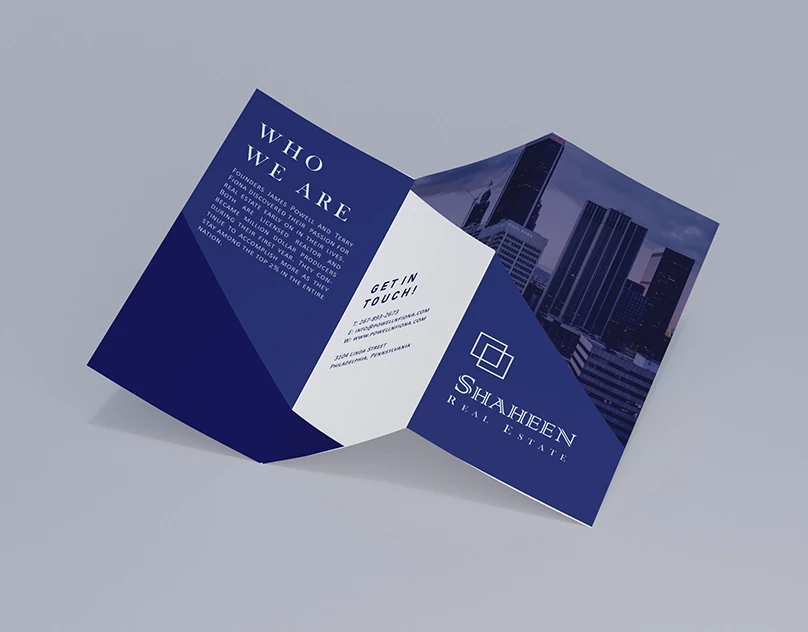 WHO
WE ARE
FOUNDERS JAMES POWELL AND TERRY
FIONA DISCOVERED THEIR PASSION FOR
REAL ESTATE EARLY ON IN THEIR LIVES.
BOTH ARE LICENSED REALTOR AND
BECAME MILLION DOLLAR PRODUCERS
DURING THEIR FIRST YEAR. THEY CON-
TINUE TO ACCOMPLISH MORE AS THEY
STAY AMONG THE TOP 2% IN THE ENTIRE
NATION.
GET IN
TOUCH!
T: 267-893-2673
E: INFO@POWELLNFIONA.COM
W: WWW.POWELLNFIONA.COM
3104 LINDA STREET
PHILADELPHIA, PENNSYLVANIA
SHAHEEN
REAL ESTATE